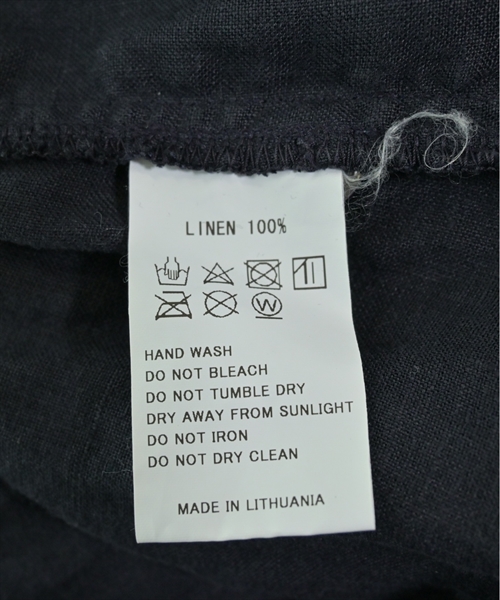 LINEN 100%
W
HAND WASH
DO NOT BLEACH
DO NOT TUMBLE DRY
DRY AWAY FROM SUNLIGHT
DO NOT IRON
DO NOT DRY CLEAN
MADE IN LITHUANIA